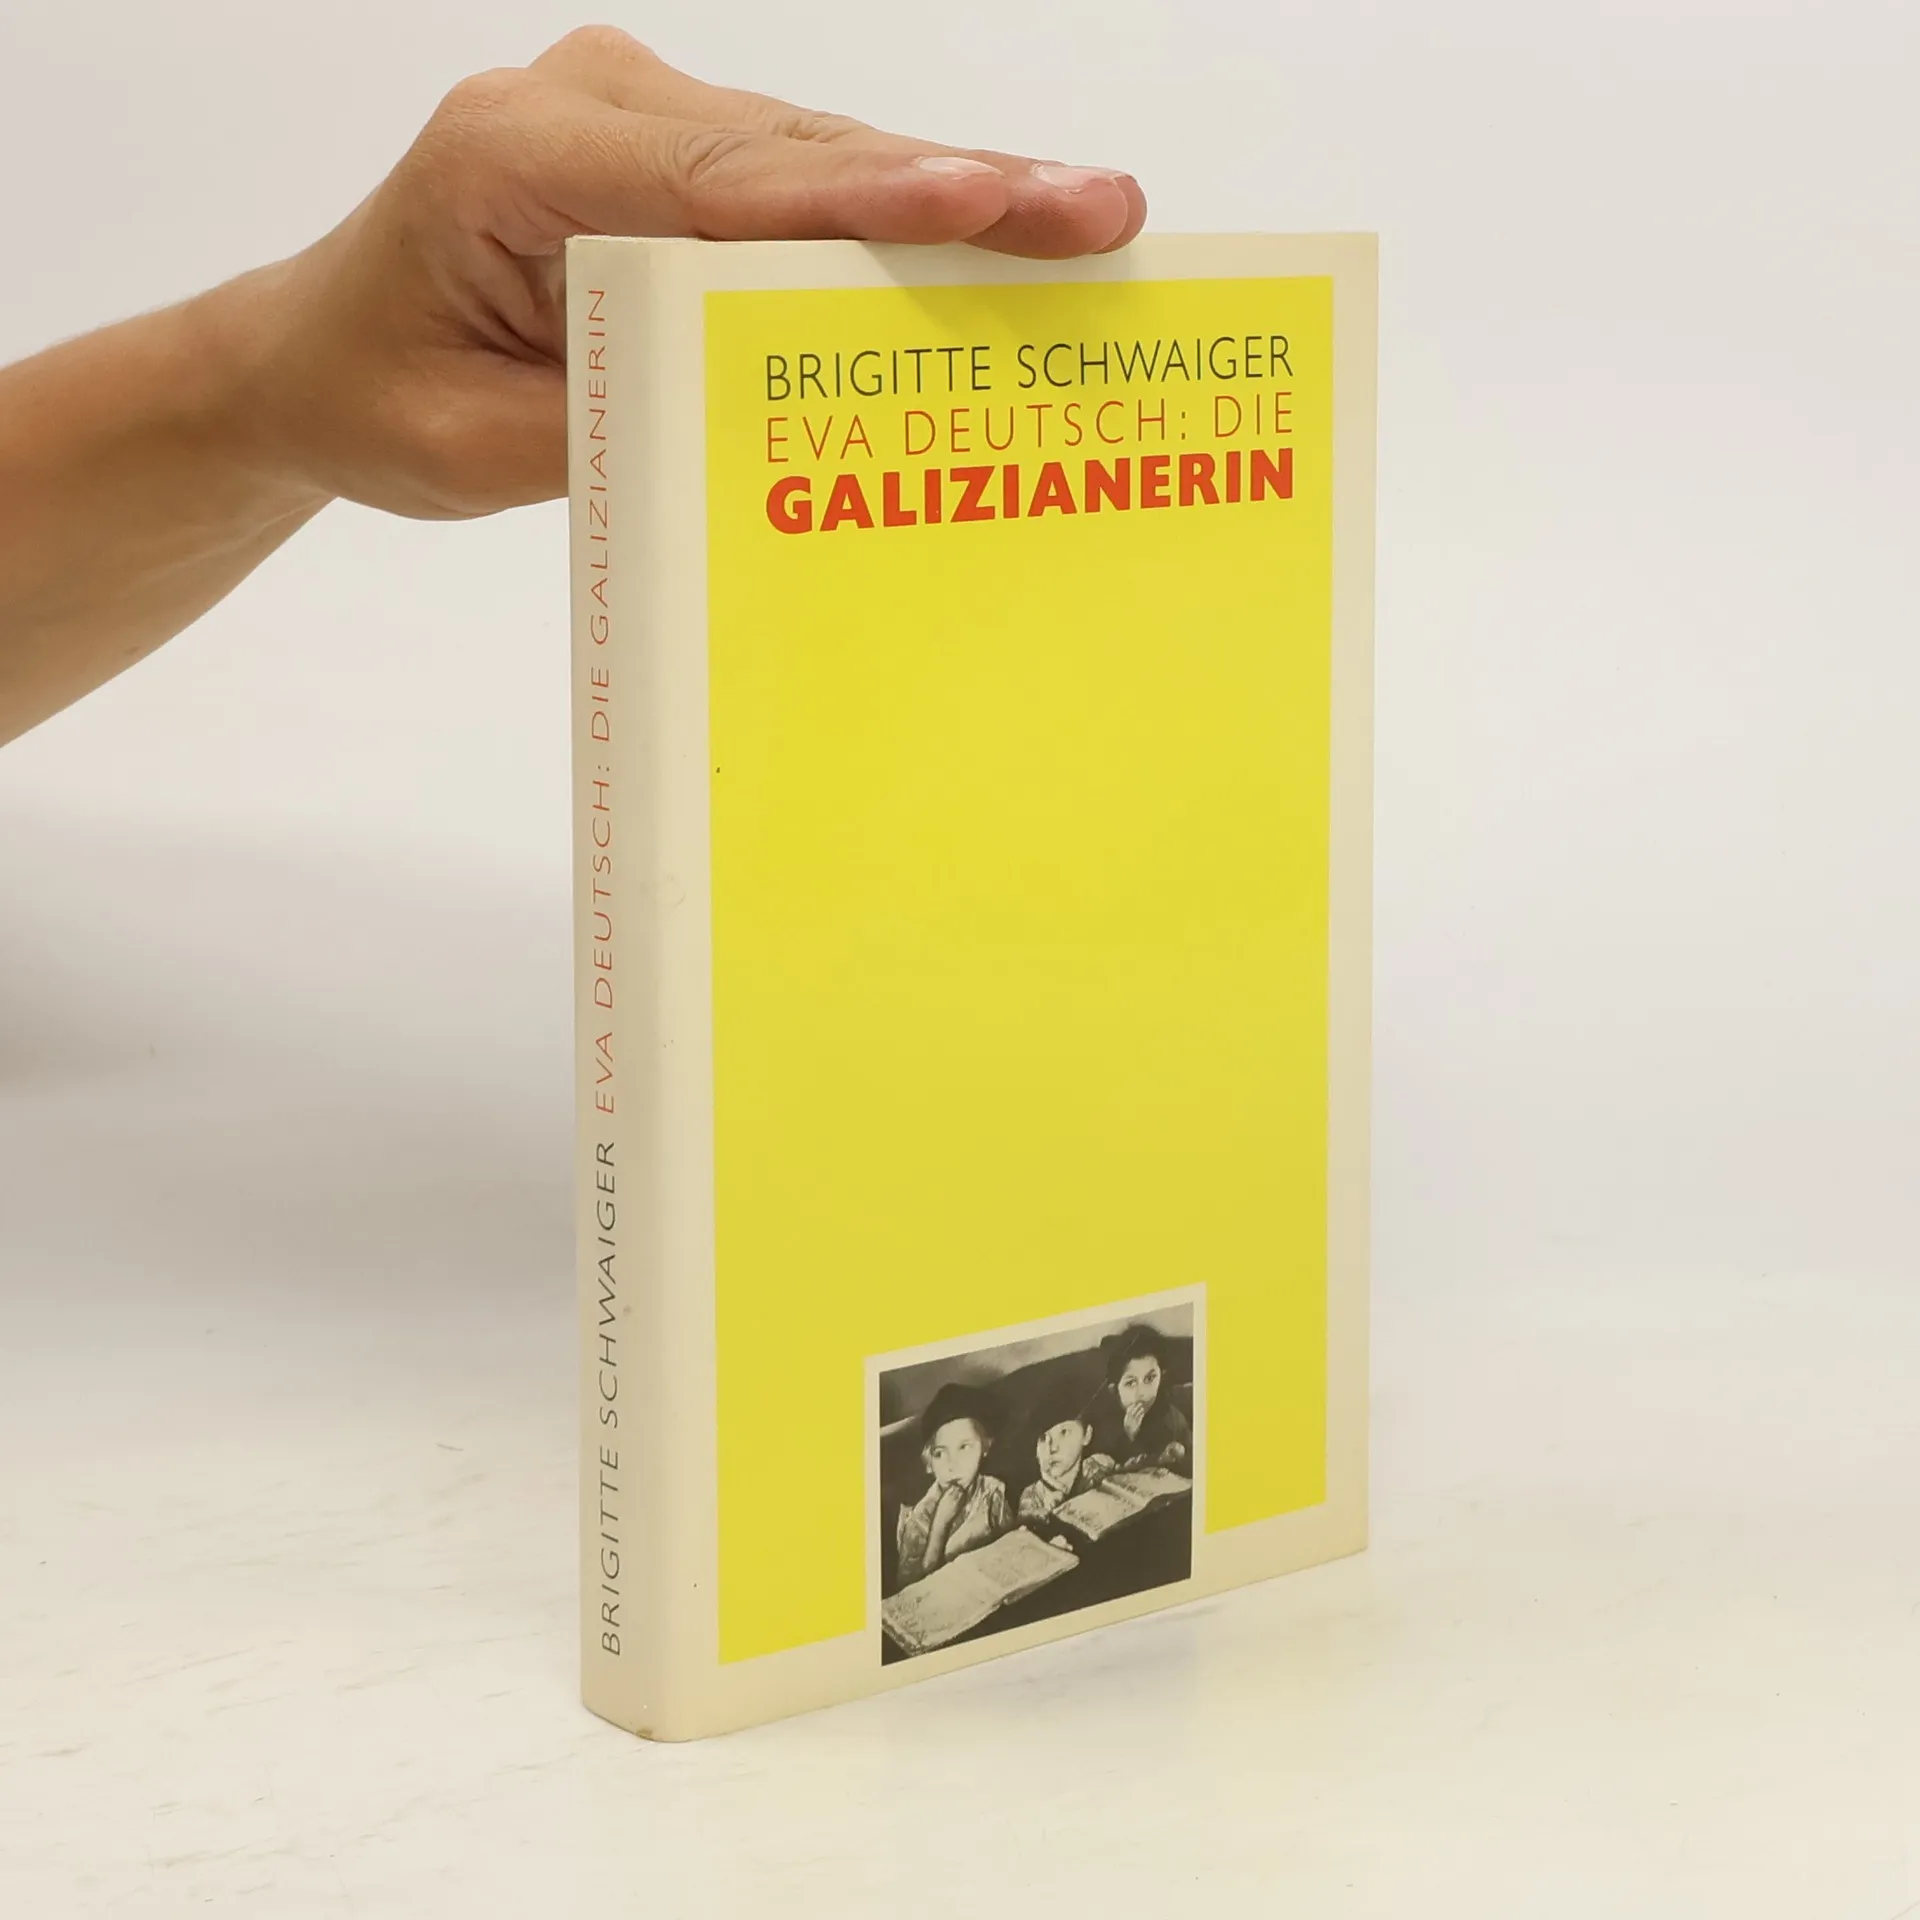 BRIGITTE SCHWAIGER
EVA DEUTSCH: DIE
GALIZIANERIN
BRIGITTE SCHWAIGER EVA DEUTSCH: DIE GALIZIANERIN